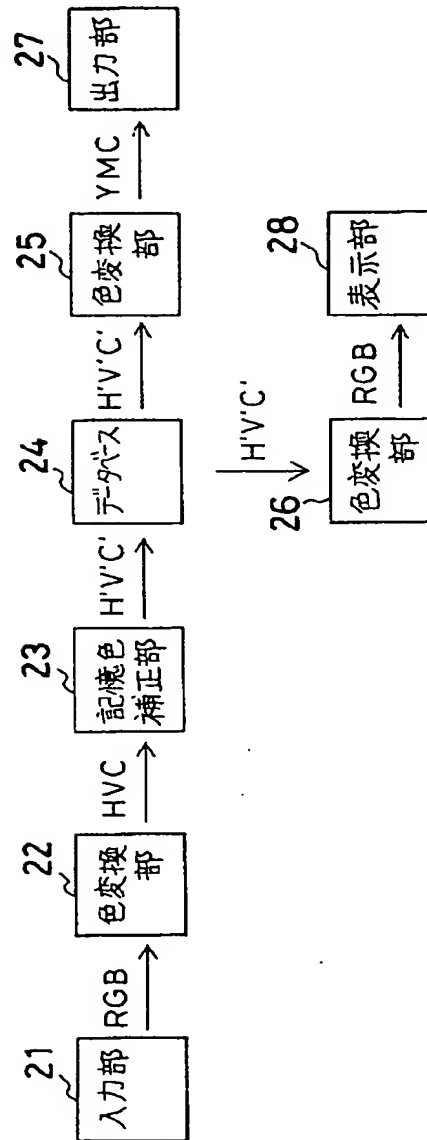 21
入力部
RGB
22
色変換
部
HVC
23
記憶色
補正部
H'V'C'
24
データベース
H'V'C'
25
色変換
部
YMC
27
出力部
H'V'C'
26
色変換
部
RGB
28
表示部